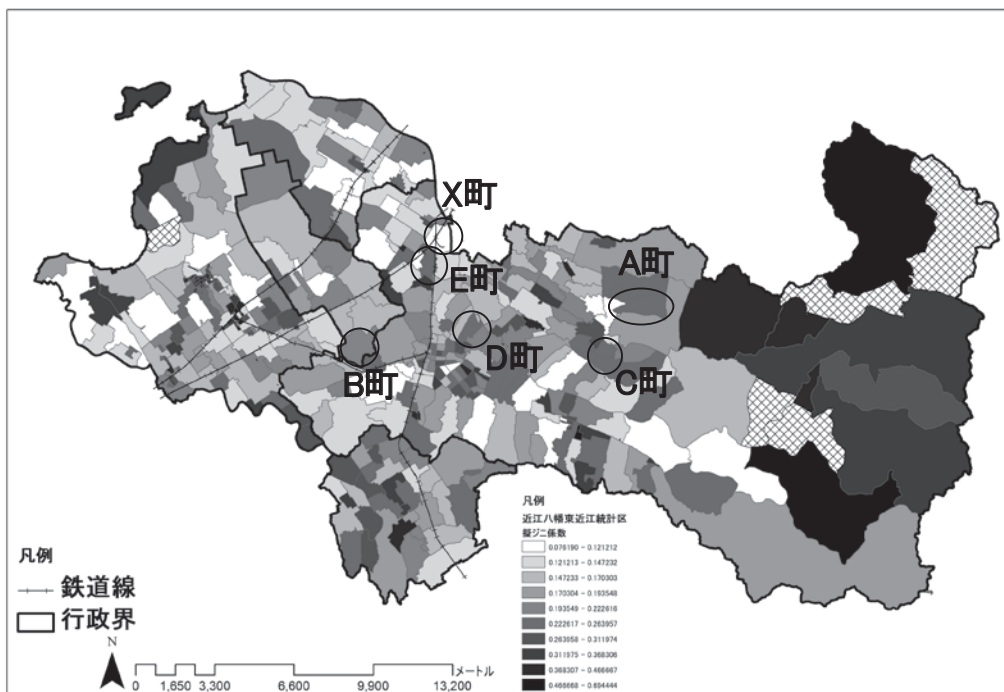 X町
A町
E町
D町
C町
B町
凡例
鉄道線
行政界
N
メートル
0 1,650 3,300 6,600 9,900 13,200
凡例
近江八幡東近江統計区
擬ジニ係数
0.076190 - 0.121212
0.121213 - 0.147232
0.147233 - 0.170303
0.170304 - 0.193548
0.193549 - 0.222616
0.222617 - 0.263957
0.263958 - 0.311974
0.311975 - 0.368306
0.368307 - 0.466667
0.466668 - 0.694444